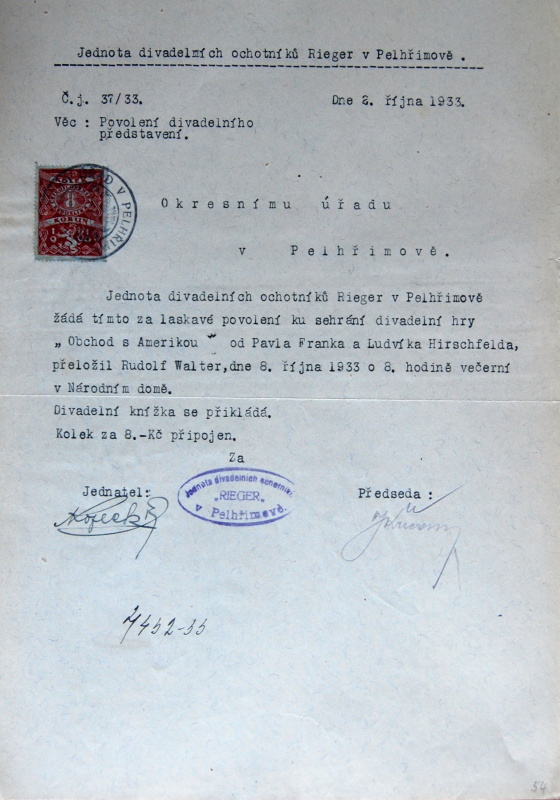 Jednota divadelních ochotníků Rieger v Pelhřimově .
Č.j. 37/33.
Dne 2. října 1933.
Věc : Povolení divadelního
představení.
8
KORUN
V PELHŘIM
Okresnímu úřadu
v Pelhřimově.
Jednota divadelních ochotníků Rieger v Pelhřimově
žádá tímto za laskavé povolení ku sehrání divadelní hry
„ Obchod s Amerikou " od Pavla Franka a Ludvíka Hirschfelda,
přeložil Rudolf Walter,dne 8. října 1933 o 8. hodině večerní
v Národním domě.
Divadelní knížka se přikládá.
Kolek za 8.-Kč připojen.
Za
Jednatel:
Předseda :
Jednota divadelních
„RIEGER„
v Pelhřimově.
7452-33
54